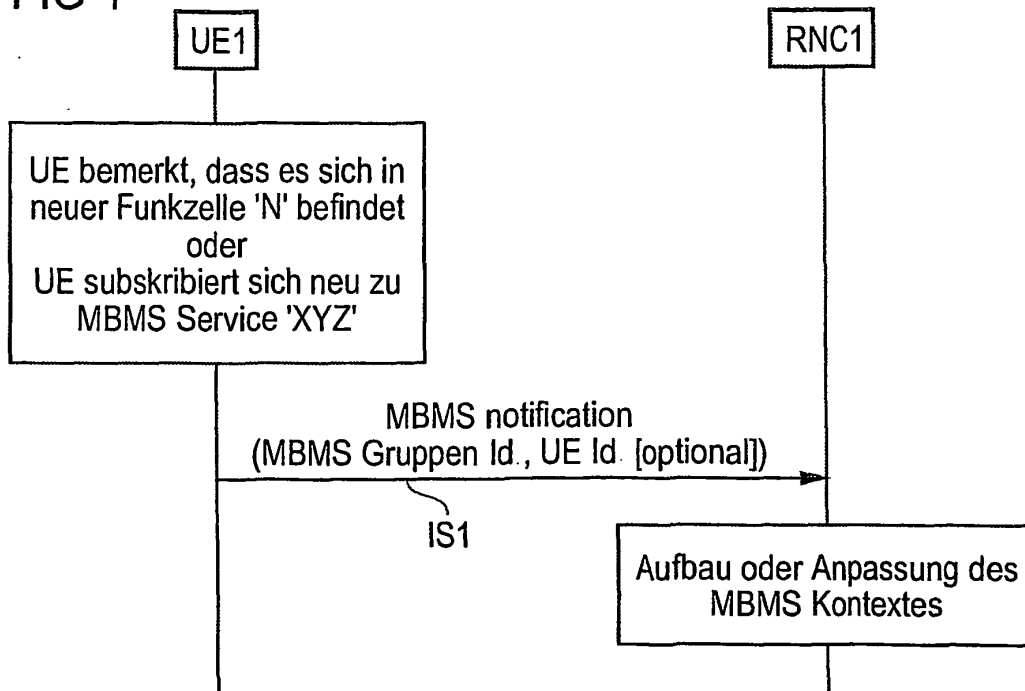 UE1
RNC1
UE bemerkt, dass es sich in
neuer Funkzelle 'N' befindet
oder
UE subskribiert sich neu zu
MBMS Service 'XYZ'
MBMS notification
(MBMS Gruppen Id., UE Id. [optional])
IS1
Aufbau oder Anpassung des
MBMS Kontextes